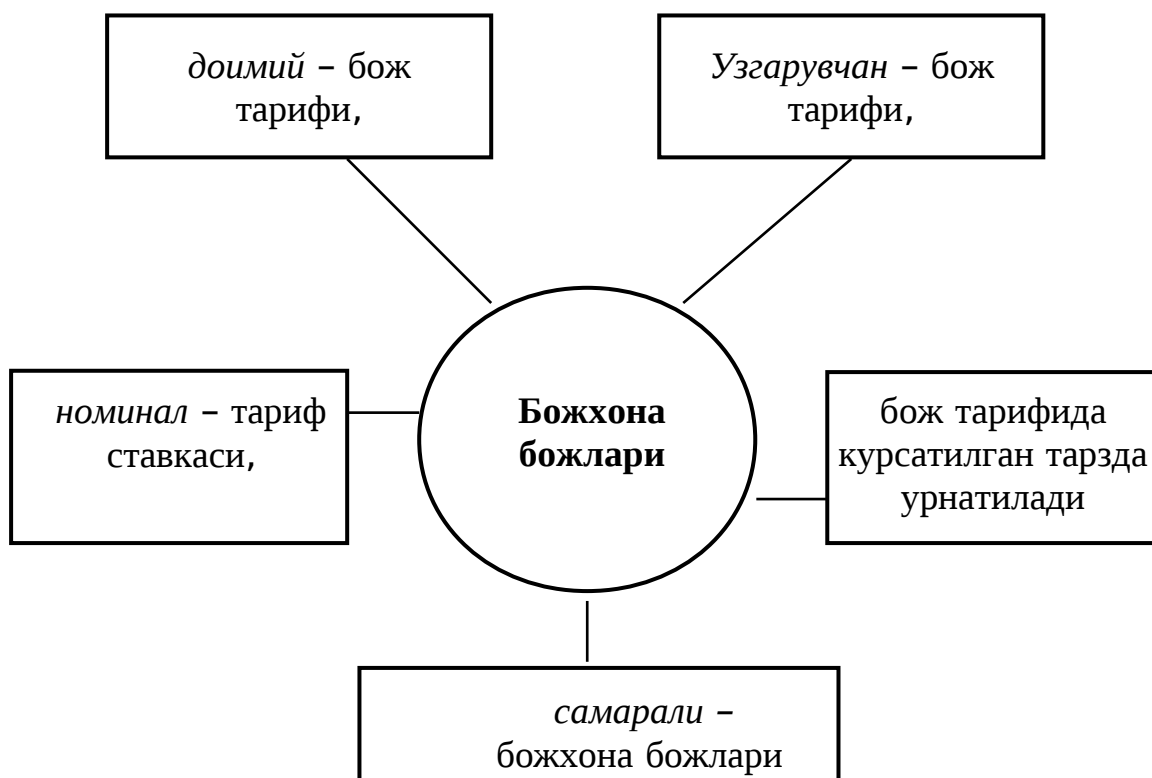 доимий – бож
тарифи,
Узгарувчан – бож
тарифи,
номинал – тариф
ставкаси,
Божхона
божлари
бож тарифида
курсатилган тарзда
урнатилади
самарали –
божхона божлари